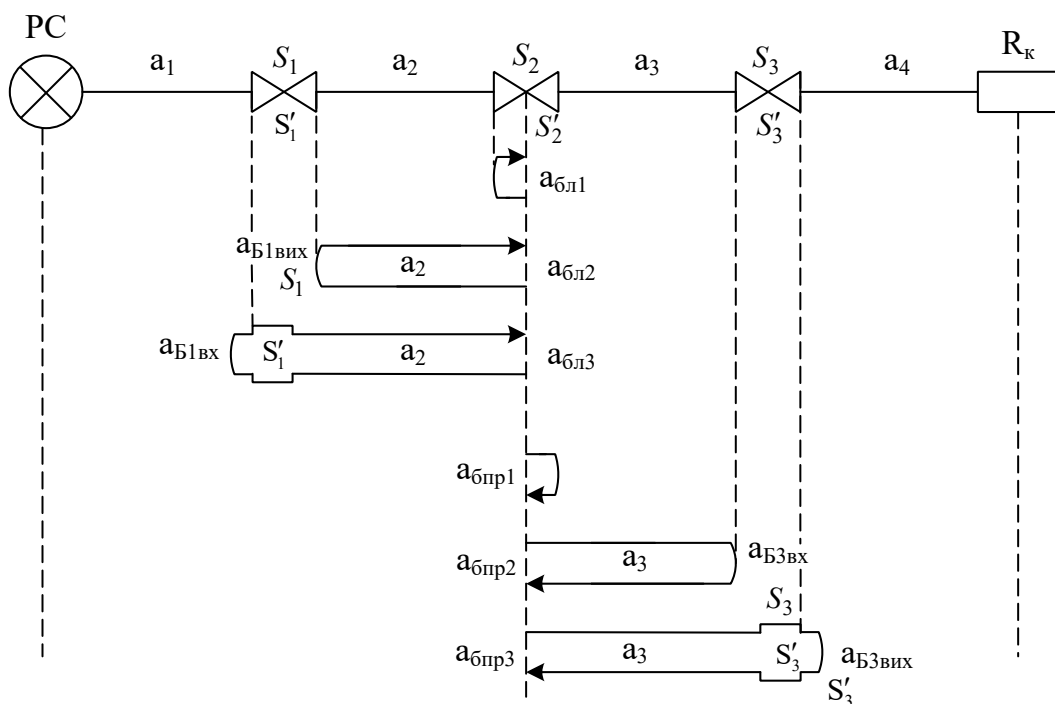 РС
a₁
S₁
a₂
S₂
a₃
S₃
a₄
Rк
S′₁
S′₂
S′₃
aбл1
aБ1вих
a₂
S₁
aбл2
aБ1вх
S′₁
a₂
aбл3
aбпр1
aбпр2
a₃
aБ3вх
S₃
aбпр3
a₃
S′₃
aБ3вих
S′₃